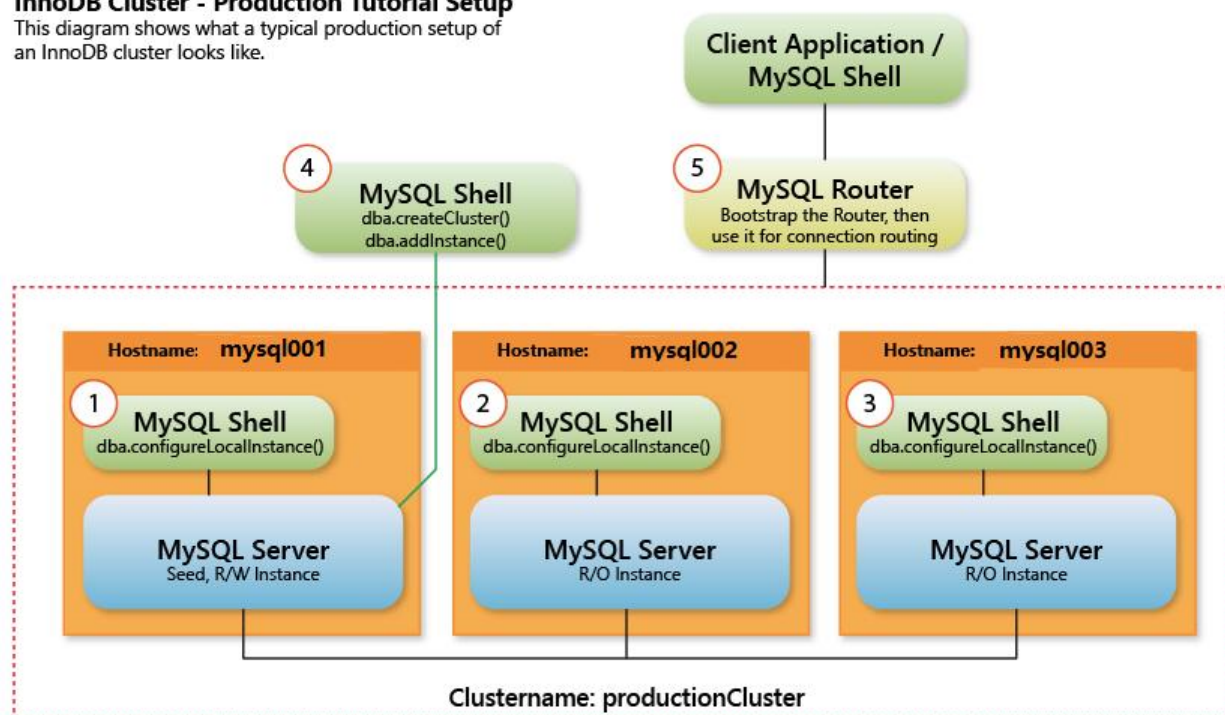 InnoDB Cluster - Production Tutorial Setup
This diagram shows what a typical production setup of
an InnoDB cluster looks like.
Client Application /
MySQL Shell
4
MySQL Shell
dba.createCluster()
dba.addInstance()
5
MySQL Router
Bootstrap the Router, then
use it for connection routing
Hostname: mysql001
1
MySQL Shell
dba.configureLocalInstance()
MySQL Server
Seed, R/W Instance
Hostname: mysql002
2
MySQL Shell
dba.configureLocalInstance()
MySQL Server
R/O Instance
Hostname: mysql003
3
MySQL Shell
dba.configureLocalInstance()
MySQL Server
R/O Instance
Clustername: productionCluster